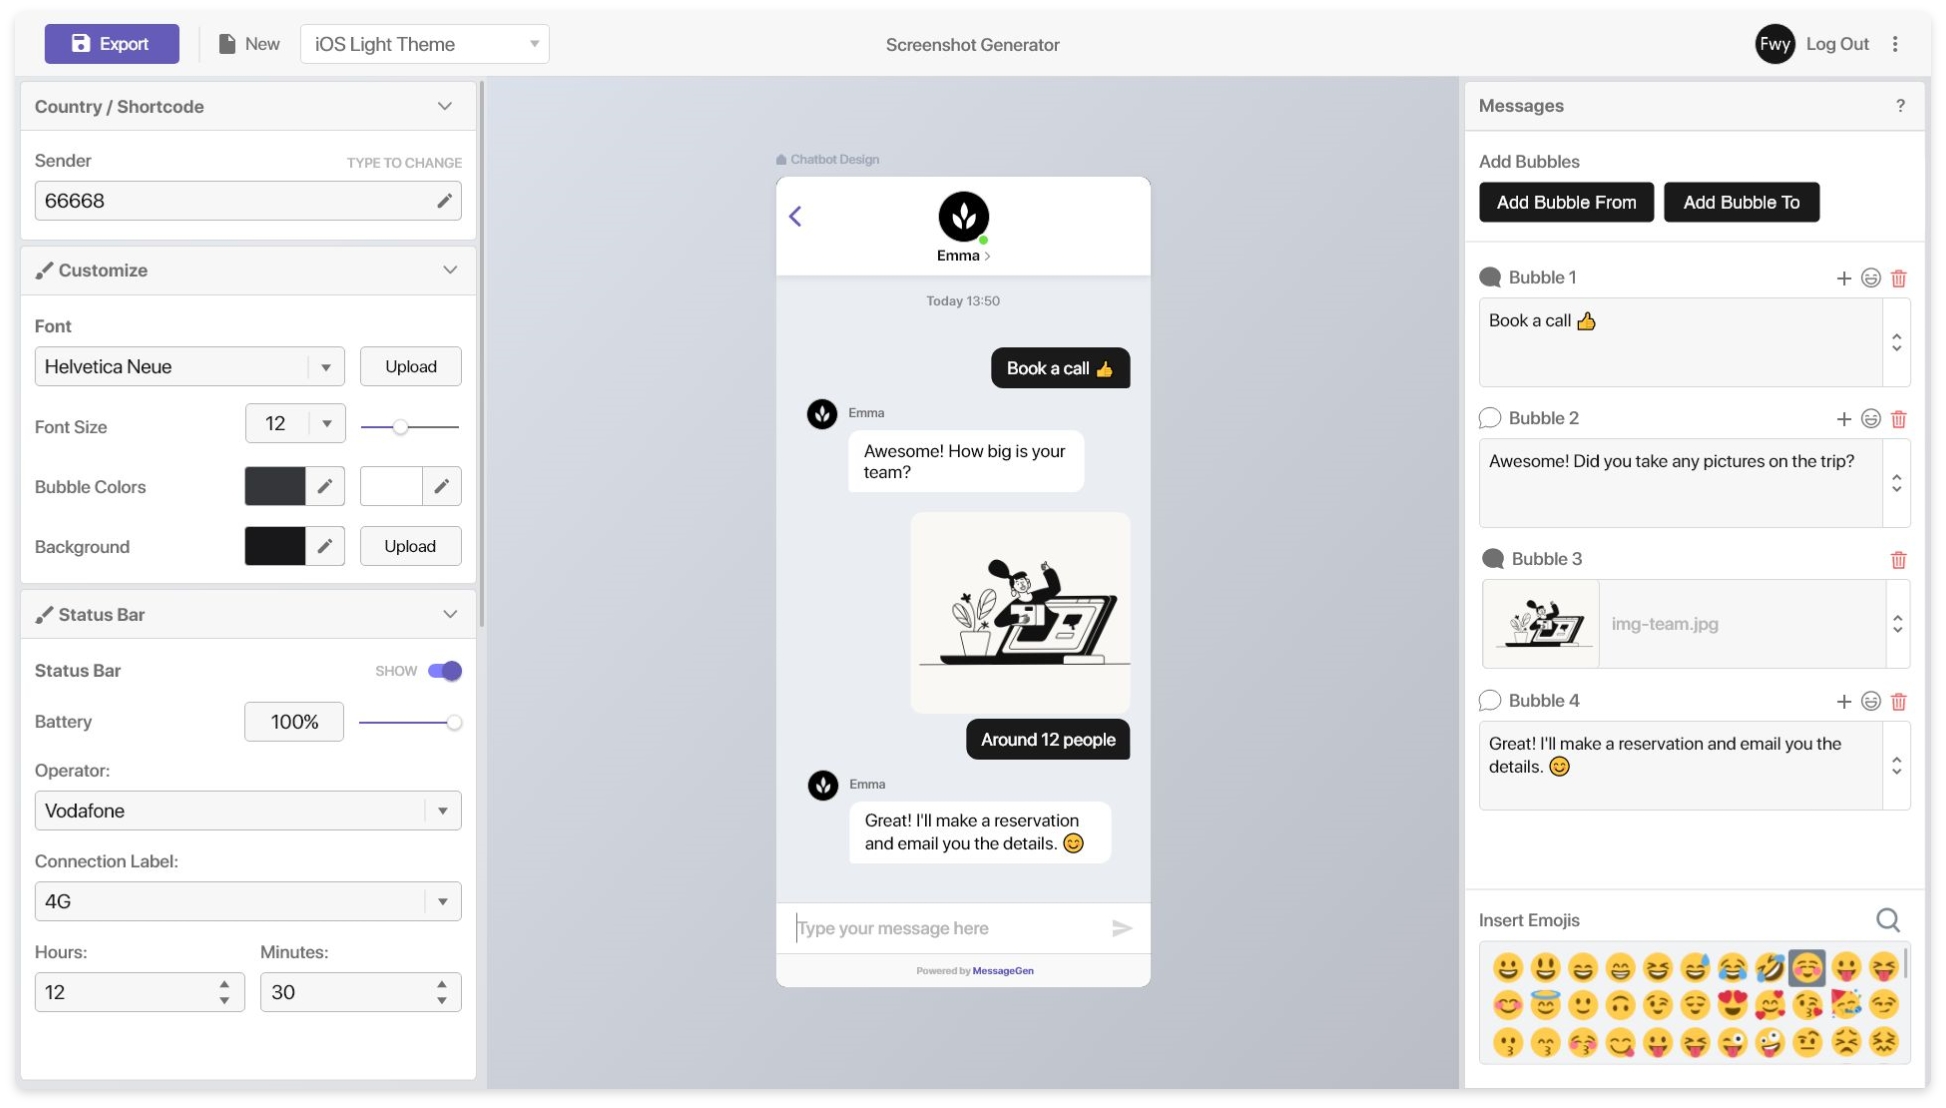 Export
New
iOS Light Theme
Screenshot Generator
Fwy
Log Out
Country / Shortcode
Sender
TYPE TO CHANGE
66668
Customize
Font
Helvetica Neue
Upload
Font Size
12
Bubble Colors
Background
Upload
Status Bar
Status Bar
SHOW
Battery
100%
Operator:
Vodafone
Connection Label:
4G
Hours:
Minutes:
12
30
Chatbot Design
Emma >
Today 13:50
Book a call 👍
Emma
Awesome! How big is your
team?
Around 12 people
Emma
Great! I'll make a reservation
and email you the details. 😊
Type your message here
Powered by MessageGen
Messages
?
Add Bubbles
Add Bubble From
Add Bubble To
Bubble 1
Book a call 👍
Bubble 2
Awesome! Did you take any pictures on the trip?
Bubble 3
img-team.jpg
Bubble 4
Great! I'll make a reservation and email you the
details. 😊
Insert Emojis